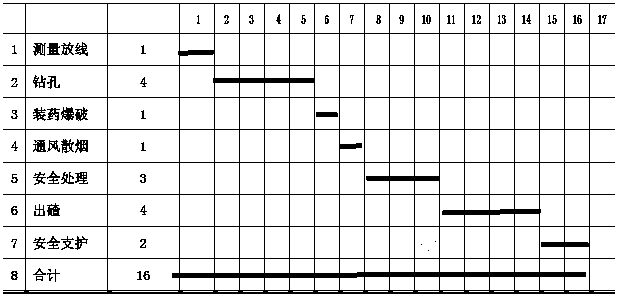 1 2 3 4 5 6 7 8 9 10 11 12 13 14 15 16 17
1 测量放线 1
2 钻孔 4
3 装药爆破 1
4 通风散烟 1
5 安全处理 3
6 出碴 4
7 安全支护 2
8 合计 16